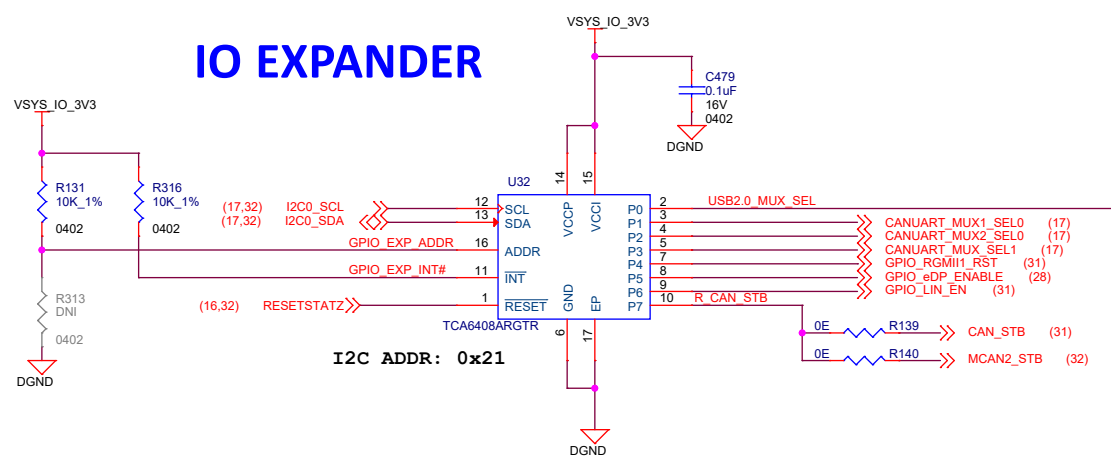 IO EXPANDER
VSYS_IO_3V3
C479
0.1uF
16V
0402
DGND
VSYS_IO_3V3
R131
10K_1%
0402
R316
10K_1%
0402
R313
DNI
0402
DGND
(17,32) I2C0_SCL
(17,32) I2C0_SDA
GPIO_EXP_ADDR
GPIO_EXP_INT#
(16,32) RESETSTATZ
U32
14 15
VCCP VCCI
12 SCL
13 SDA
16 ADDR
11 INT
1 RESET
GND EP
6 17
TCA6408ARGTR
I2C ADDR: 0x21
DGND
P0 2 USB2.0_MUX_SEL
P1 3 CANUART_MUX1_SEL0 (17)
P2 4 CANUART_MUX2_SEL0 (17)
P3 5 CANUART_MUX_SEL1 (17)
P4 7 GPIO_RGMII1_RST (31)
P5 8 GPIO_eDP_ENABLE (28)
P6 9 GPIO_LIN_EN (31)
P7 10 R_CAN_STB
0E R139 CAN_STB (31)
0E R140 MCAN2_STB (32)